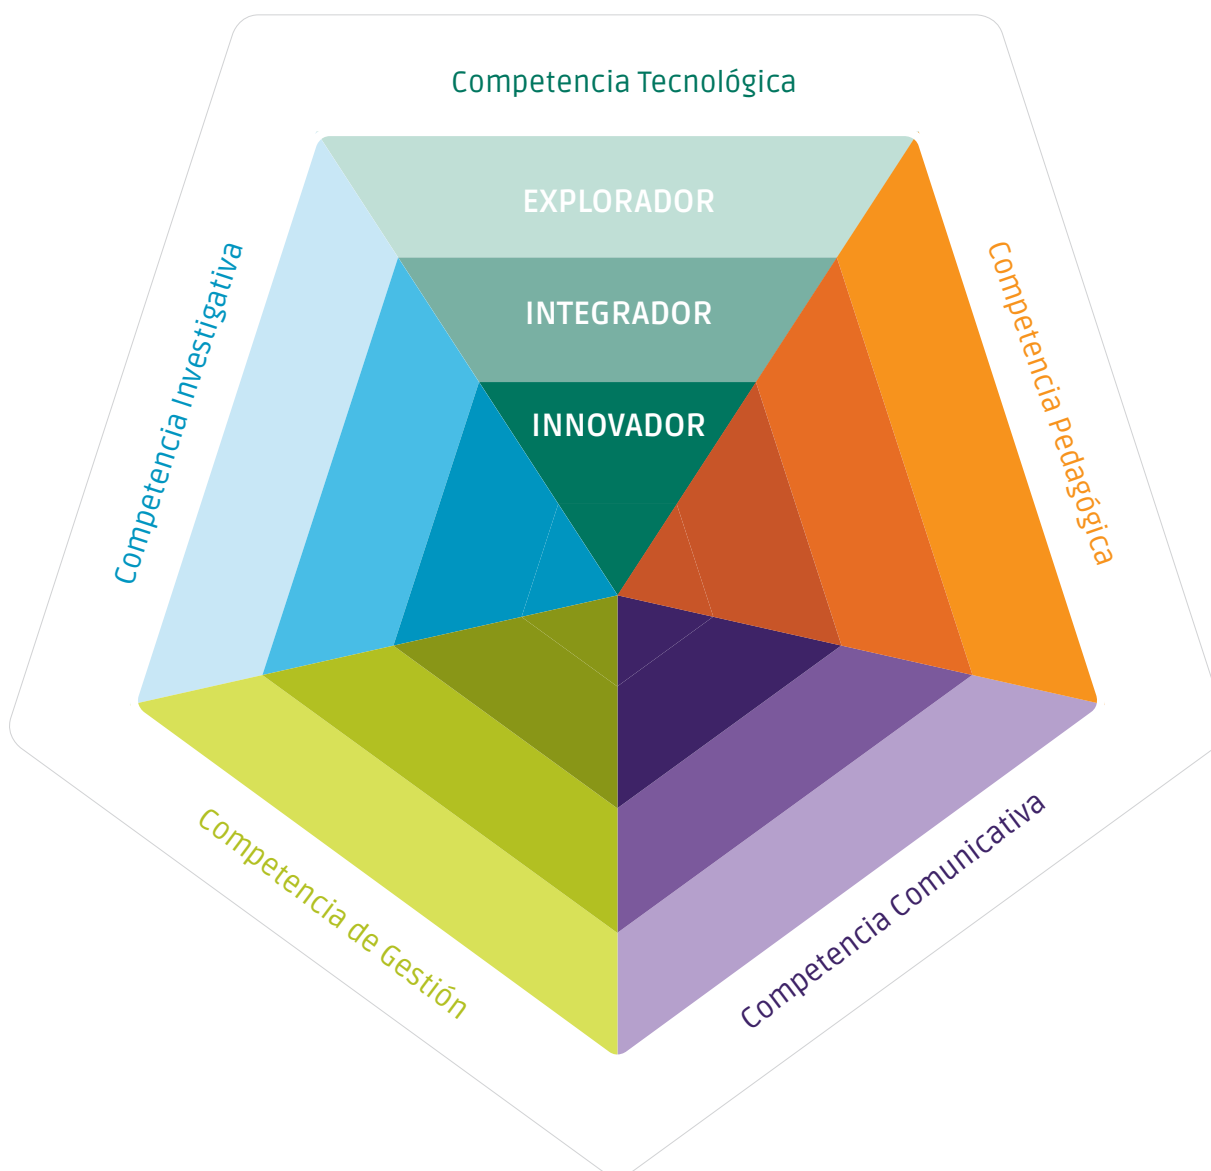 Competencia Tecnológica
EXPLORADOR
INTEGRADOR
INNOVADOR
Competencia Investigativa
Competencia Pedagógica
Competencia de Gestión
Competencia Comunicativa